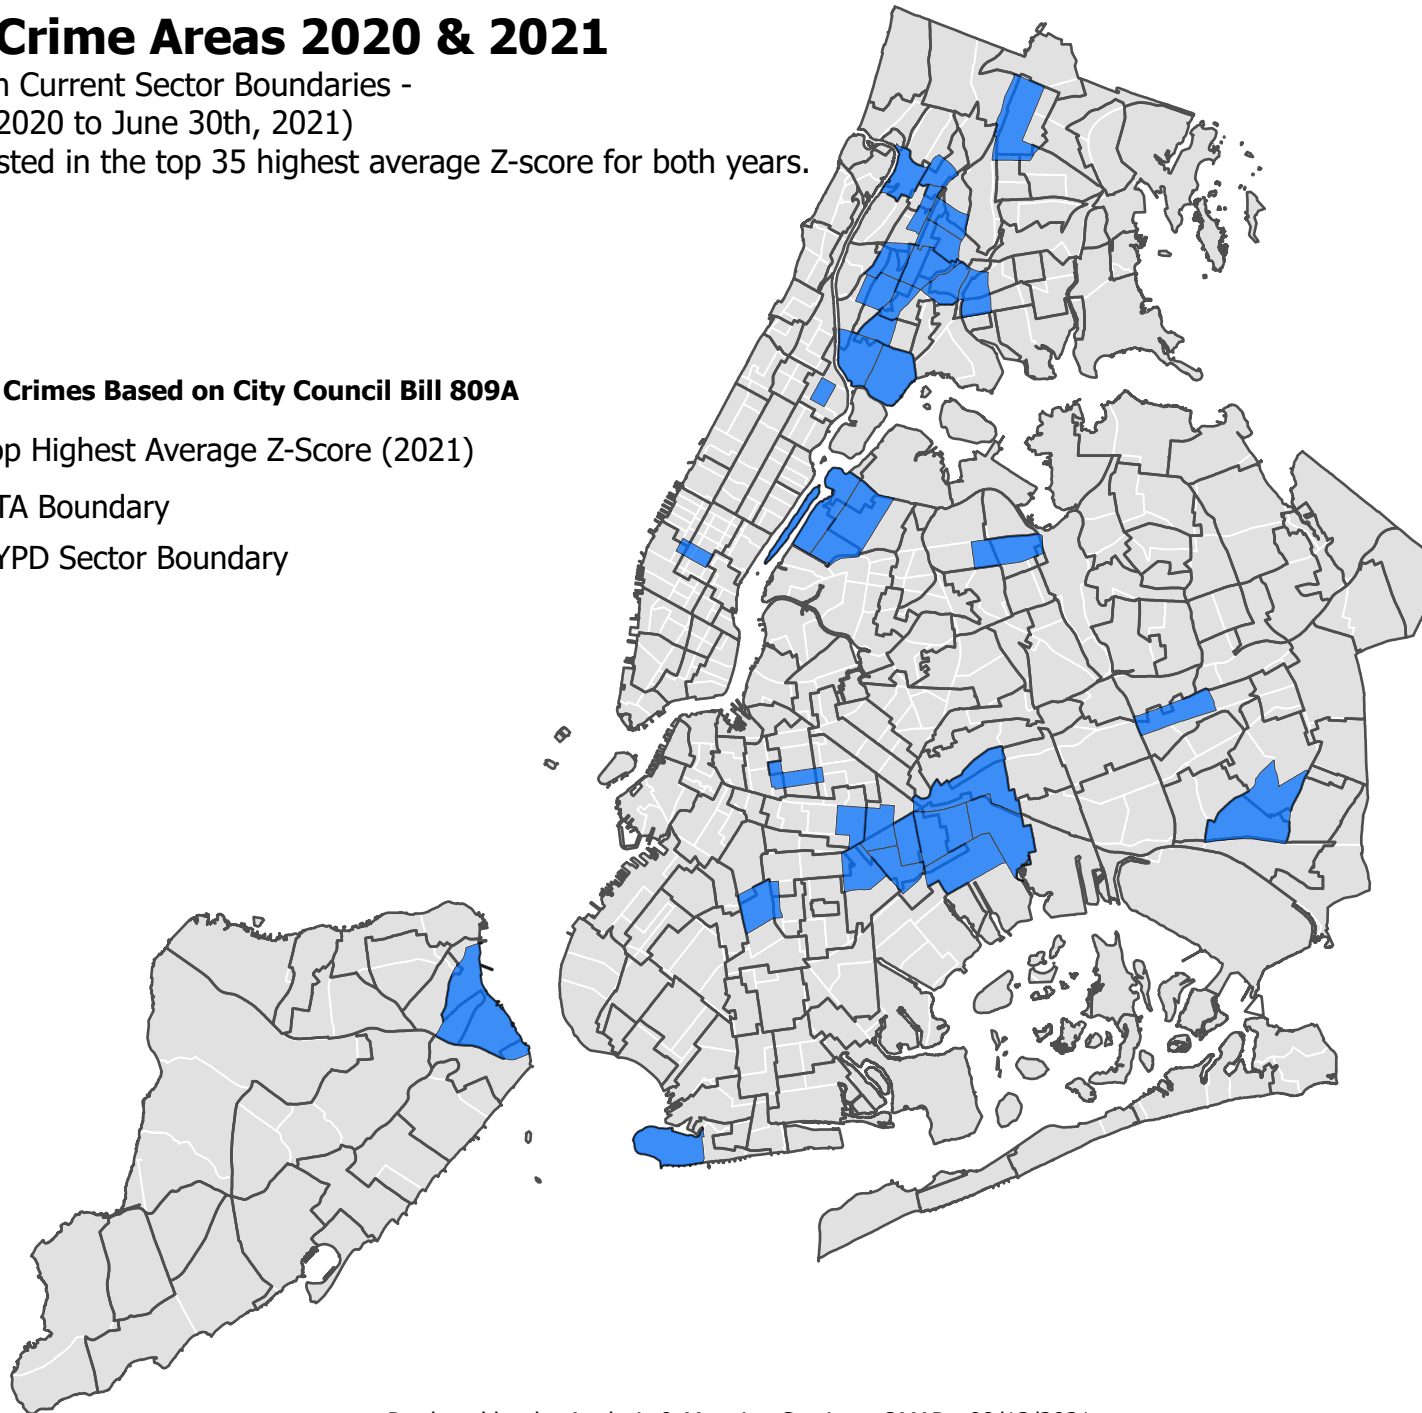 Crime Areas 2020 & 2021
n Current Sector Boundaries -
2020 to June 30th, 2021)
sted in the top 35 highest average Z-score for both years.
Crimes Based on City Council Bill 809A
op Highest Average Z-Score (2021)
TA Boundary
YPD Sector Boundary